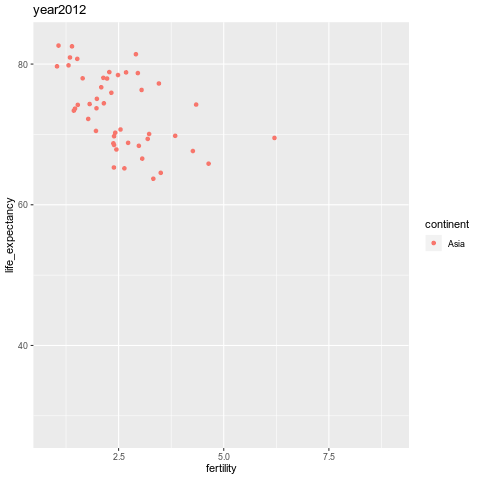 year2012
life_expectancy
80
60
40
2.5
5.0
7.5
fertility
continent
Asia